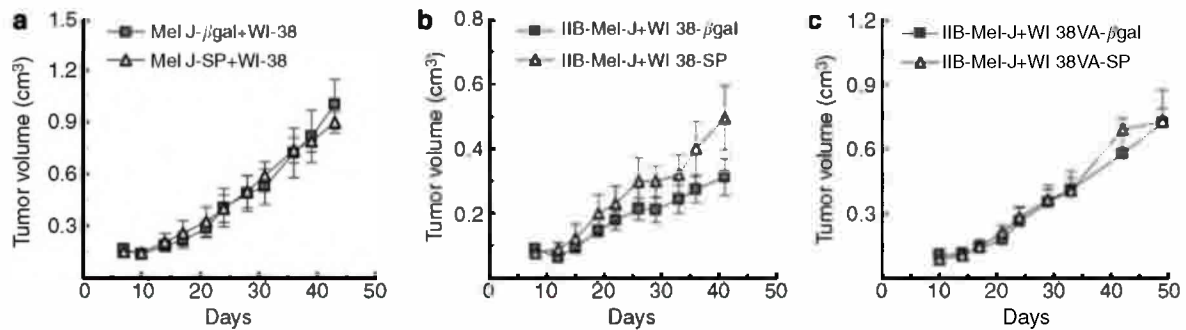 a
Mel J-βgal+WI-38
Mel J-SP+WI-38
Tumor volume (cm³)
1.5
1.2
0.9
0.6
0.3
0 10 20 30 40 50
Days
b
IIB-Mel-J+WI 38-βgal
IIB-Mel-J+WI 38-SP
Tumor volume (cm³)
0.8
0.6
0.4
0.2
0 10 20 30 40 50
Days
c
IIB-Mel-J+WI 38VA-βgal
IIB-Mel-J+WI 38VA-SP
Tumor volume (cm³)
1.2
0.9
0.6
0.3
0 10 20 30 40 50
Days